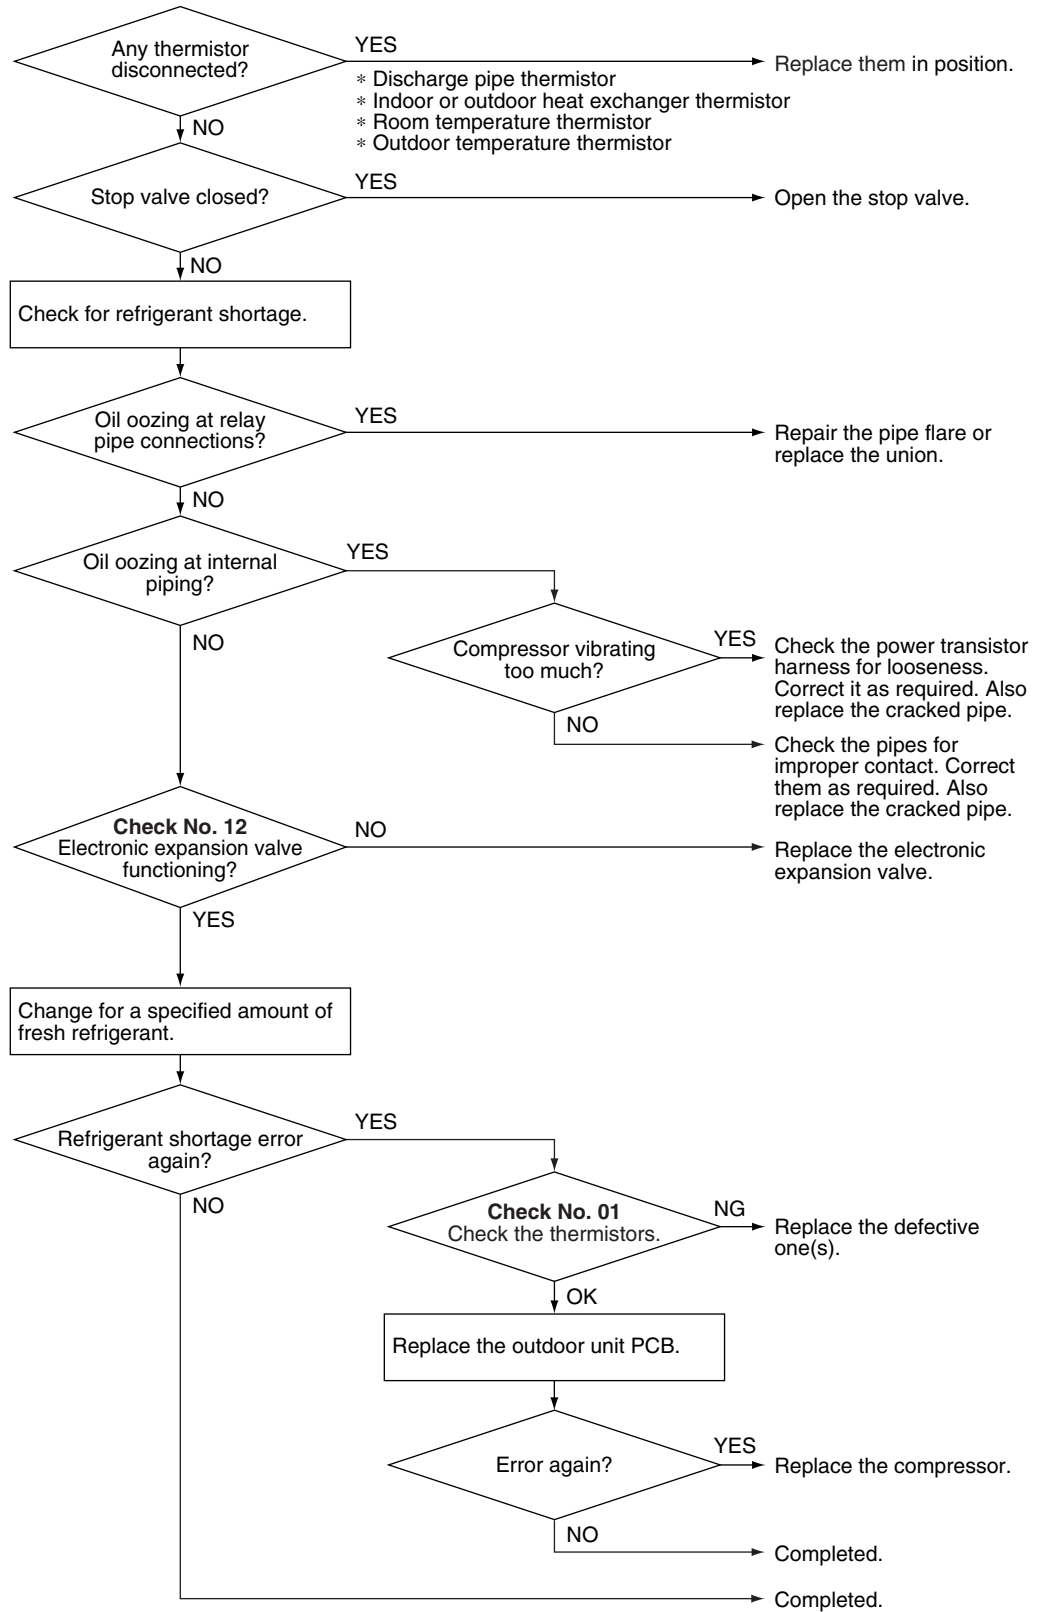 Any thermistor
disconnected?
YES
Replace them in position.
∗ Discharge pipe thermistor
∗ Indoor or outdoor heat exchanger thermistor
∗ Room temperature thermistor
∗ Outdoor temperature thermistor
NO
Stop valve closed?
YES
Open the stop valve.
NO
Check for refrigerant shortage.
Oil oozing at relay
pipe connections?
YES
Repair the pipe flare or
replace the union.
NO
Oil oozing at internal
piping?
YES
NO
Compressor vibrating
too much?
YES
Check the power transistor
harness for looseness.
Correct it as required. Also
replace the cracked pipe.
NO
Check the pipes for
improper contact. Correct
them as required. Also
replace the cracked pipe.
Check No. 12
Electronic expansion valve
functioning?
NO
Replace the electronic
expansion valve.
YES
Change for a specified amount of
fresh refrigerant.
Refrigerant shortage error
again?
YES
NO
Check No. 01
Check the thermistors.
NG
Replace the defective
one(s).
OK
Replace the outdoor unit PCB.
Error again?
YES
Replace the compressor.
NO
Completed.
Completed.